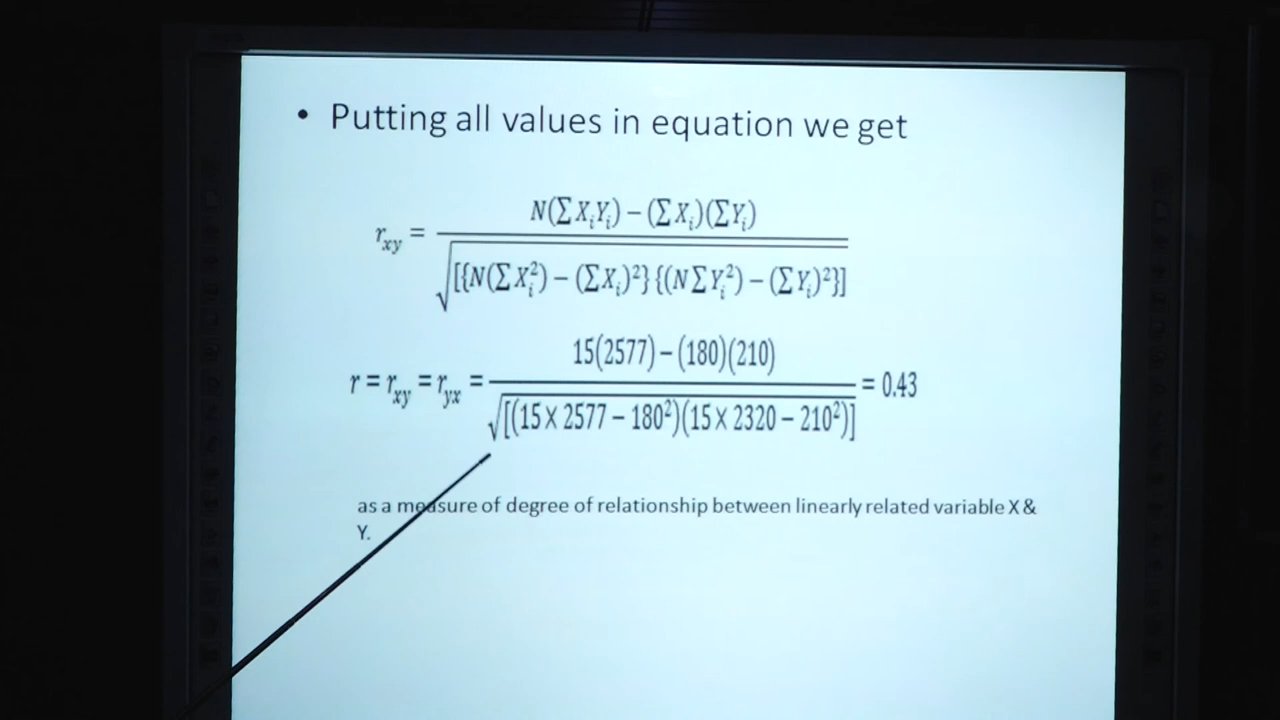 • Putting all values in equation we get
r_xy = N(∑X_iY_i) – (∑X_i)(∑Y_i) / √[{N(∑X_i²) – (∑X_i)²} {(N∑Y_i²) – (∑Y_i)²}]
r = r_xy = r_yx = 15(2577) – (180)(210) / √[(15 X 2577 – 180²)(15 X 2320 – 210²)] = 0.43
as a measure of degree of relationship between linearly related variable X &
Y.